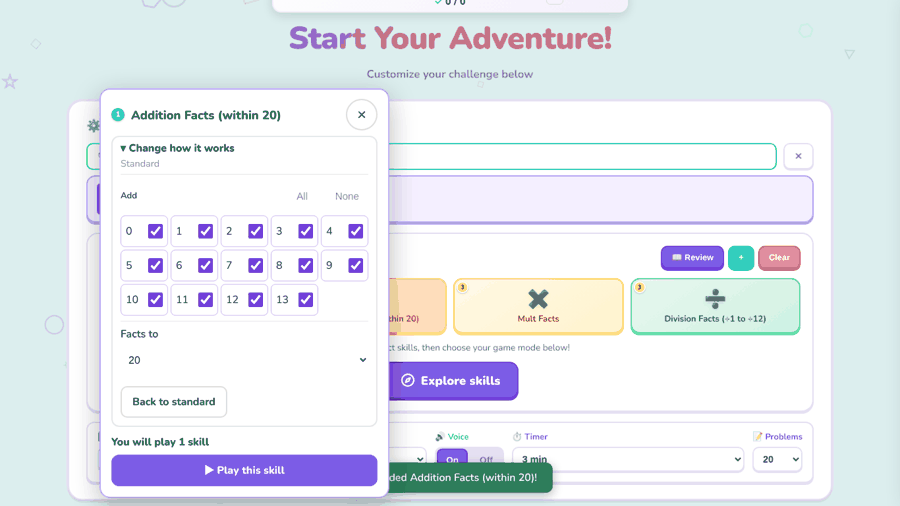 0 / 0
Start Your Adventure!
Customize your challenge below
1 Addition Facts (within 20)
▾ Change how it works
Standard
Add All None
0 1 2 3 4
5 6 7 8 9
10 11 12 13
Facts to
20
Back to standard
You will play 1 skill
▶ Play this skill
Review + Clear
3 Mult Facts
3 Division Facts (÷1 to ÷12)
skills, then choose your game mode below!
Explore skills
Voice
On Off
Timer
3 min
Problems
20
Addition Facts (within 20)!